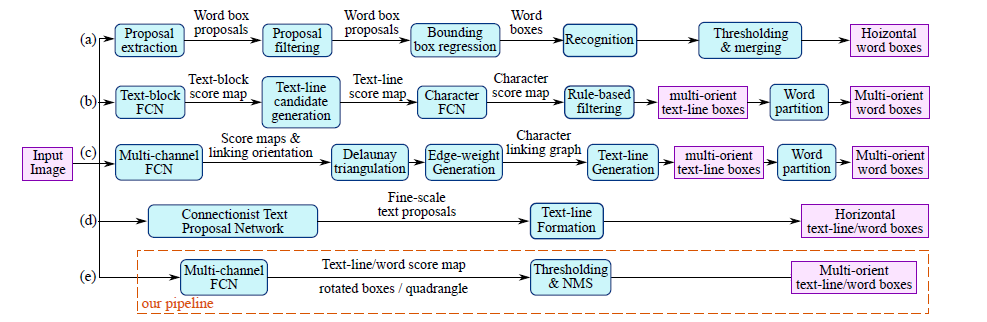 (a)
Proposal
extraction
Word box
proposals
Proposal
filtering
Word box
proposals
Bounding
box regression
Word
boxes
Recognition
Thresholding
& merging
Hoizontal
word boxes
(b)
Text-block
FCN
Text-block
score map
Text-line
candidate
generation
Text-line
score map
Character
FCN
Character
score map
Rule-based
filtering
multi-orient
text-line boxes
Word
partition
Multi-orient
word boxes
Input
Image
(c)
Multi-channel
FCN
Score maps &
linking orientation
Delaunay
triangulation
Edge-weight
Generation
Character
linking graph
Text-line
Generation
multi-orient
text-line boxes
Word
partition
Multi-orient
word boxes
(d)
Connectionist Text
Proposal Network
Fine-scale
text proposals
Text-line
Formation
Horizontal
text-line/word boxes
(e)
Multi-channel
FCN
Text-line/word score map
rotated boxes / quadrangle
Thresholding
& NMS
Multi-orient
text-line/word boxes
our pipeline